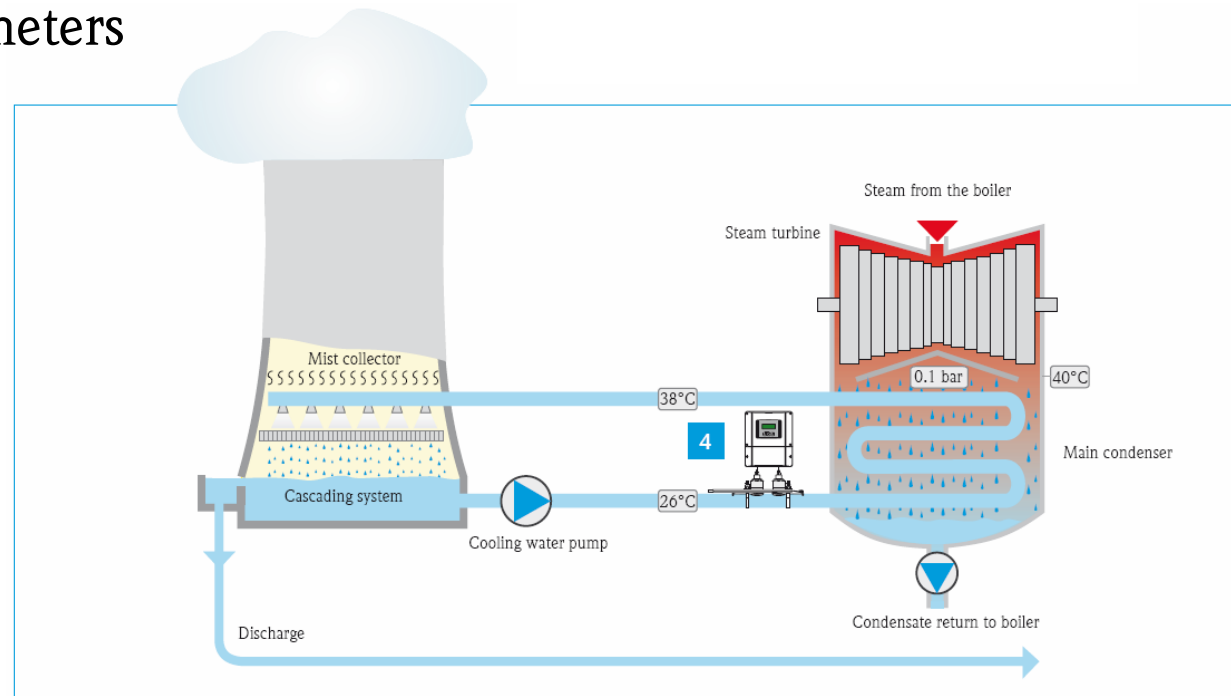 meters
Steam from the boiler
Steam turbine
Mist collector
0.1 bar
40°C
38°C
4
Main condenser
Cascading system
26°C
Cooling water pump
Condensate return to boiler
Discharge